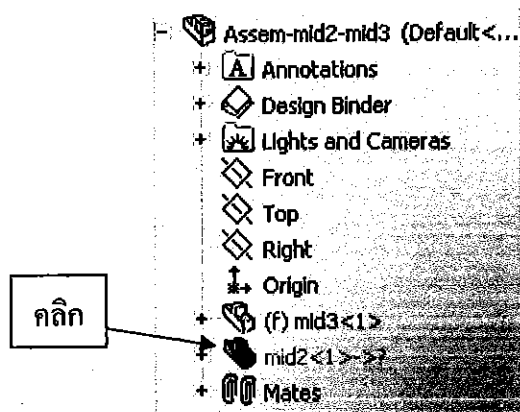 Assem-mid2-mid3 (Default<...
Annotations
Design Binder
Lights and Cameras
Front
Top
Right
Origin
(f) mid3<1>
คลิก
mid2<1>->?
Mates